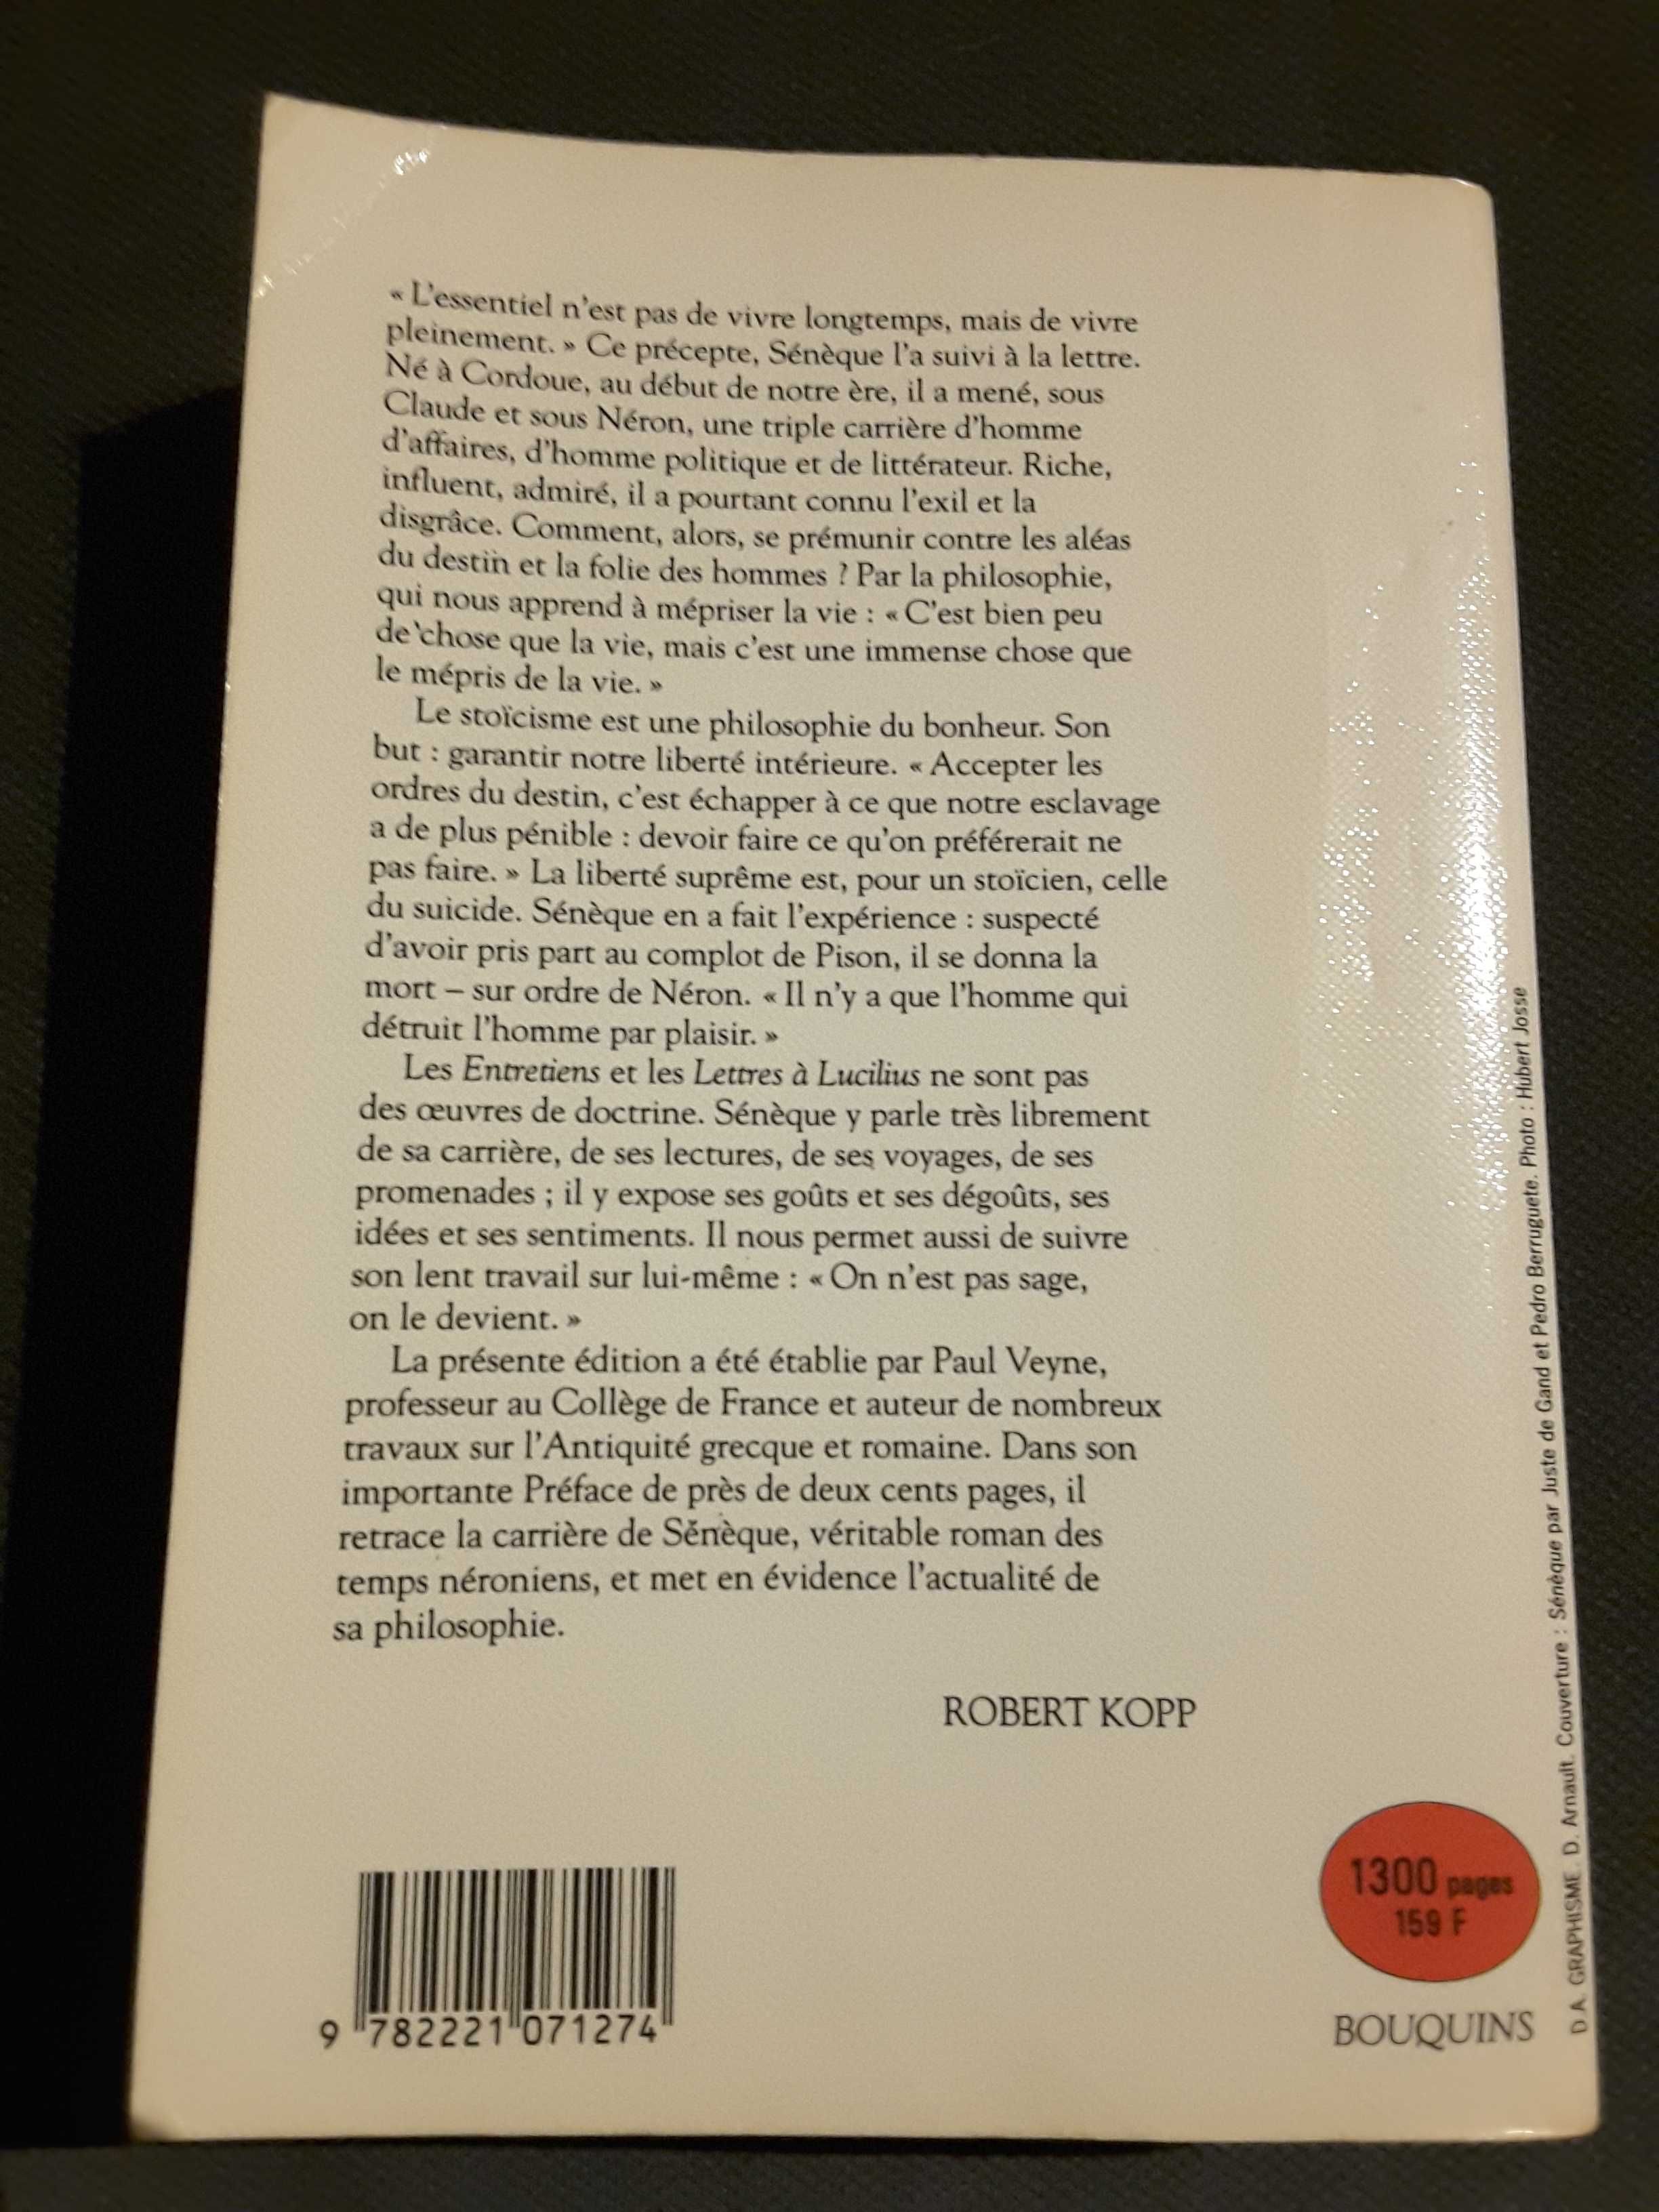 « L'essentiel n'est pas de vivre longtemps, mais de vivre
pleinement. » Ce précepte, Sénèque l'a suivi à la lettre.
Né à Cordoue, au début de notre ère, il a mené, sous
Claude et sous Néron, une triple carrière d'homme
d'affaires, d'homme politique et de littérateur. Riche,
influent, admiré, il a pourtant connu l'exil et la
disgrâce. Comment, alors, se prémunir contre les aléas
du destin et la folie des hommes ? Par la philosophie,
qui nous apprend à mépriser la vie : « C'est bien peu
de chose que la vie, mais c'est une immense chose que
le mépris de la vie. »
Le stoïcisme est une philosophie du bonheur. Son
but : garantir notre liberté intérieure. « Accepter les
ordres du destin, c'est échapper à ce que notre esclavage
a de plus pénible : devoir faire ce qu'on préférerait ne
pas faire. » La liberté suprême est, pour un stoïcien, celle
du suicide. Sénèque en a fait l'expérience : suspecté
d'avoir pris part au complot de Pison, il se donna la
mort – sur ordre de Néron. « Il n'y a que l'homme qui
détruit l'homme par plaisir. »
Les Entretiens et les Lettres à Lucilius ne sont pas
des œuvres de doctrine. Sénèque y parle très librement
de sa carrière, de ses lectures, de ses voyages, de ses
promenades ; il y expose ses goûts et ses dégoûts, ses
idées et ses sentiments. Il nous permet aussi de suivre
son lent travail sur lui-même : « On n'est pas sage,
on le devient. »
La présente édition a été établie par Paul Veyne,
professeur au Collège de France et auteur de nombreux
travaux sur l'Antiquité grecque et romaine. Dans son
importante Préface de près de deux cents pages, il
retrace la carrière de Sénèque, véritable roman des
temps néroniens, et met en évidence l'actualité de
sa philosophie.
ROBERT KOPP
9 782221 071274
1300 pages
159 F
BOUQUINS
D.A. GRAPHISME. D. Arnault. Couverture : Sénèque par Juste de Gand et Pedro Berruguete. Photo : Hubert Josse